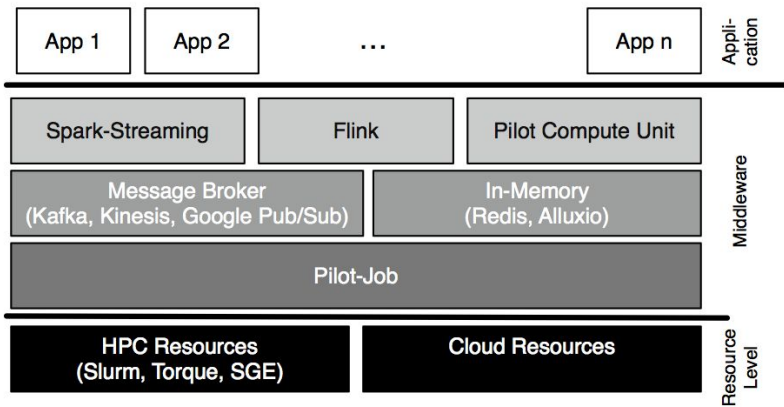 App 1
App 2
...
App n
Appli-
cation
Spark-Streaming
Flink
Pilot Compute Unit
Message Broker
(Kafka, Kinesis, Google Pub/Sub)
In-Memory
(Redis, Alluxio)
Pilot-Job
Middleware
HPC Resources
(Slurm, Torque, SGE)
Cloud Resources
Resource
Level